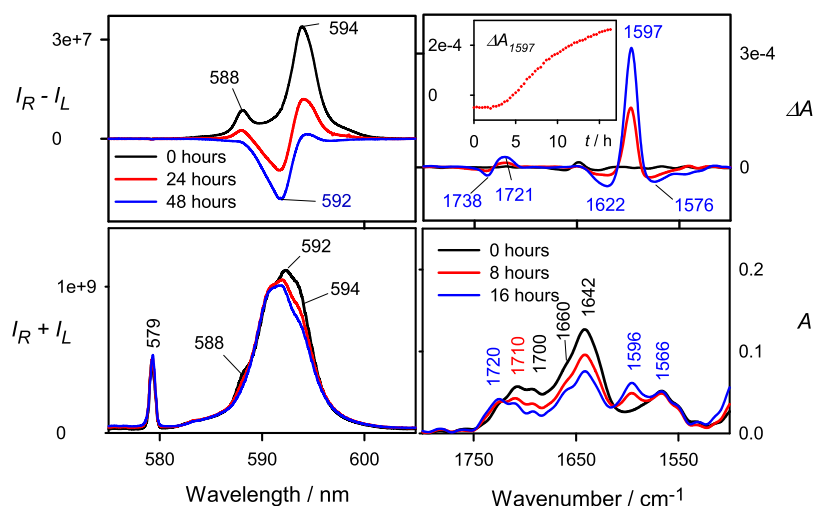 3e+7
I_R - I_L
0
588
594
592
0 hours
24 hours
48 hours
2e-4
0
ΔA_1597
0 5 10 t / h
1597
3e-4
ΔA
0
1738
1721
1622
1576
1e+9
I_R + I_L
0
579
588
592
594
580 590 600
Wavelength / nm
0 hours
8 hours
16 hours
1720
1710
1700
1660
1642
1596
1566
0.2
A
0.1
0.0
1750 1650 1550
Wavenumber / cm-1